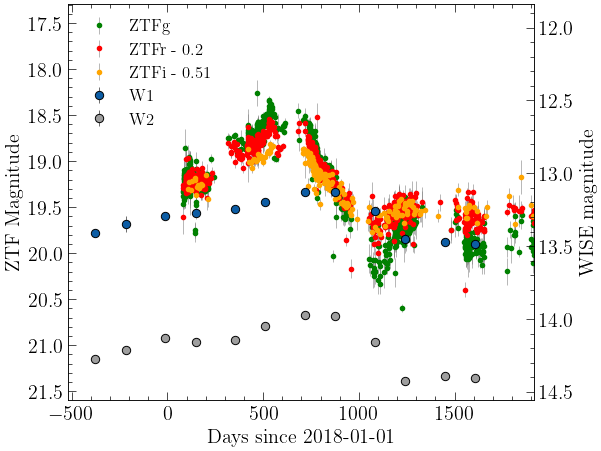 ZTFg
ZTFr - 0.2
ZTFi - 0.51
W1
W2
17.5
18.0
18.5
19.0
19.5
20.0
20.5
21.0
21.5
ZTF Magnitude
12.0
12.5
13.0
13.5
14.0
14.5
WISE magnitude
−500
0
500
1000
1500
Days since 2018-01-01